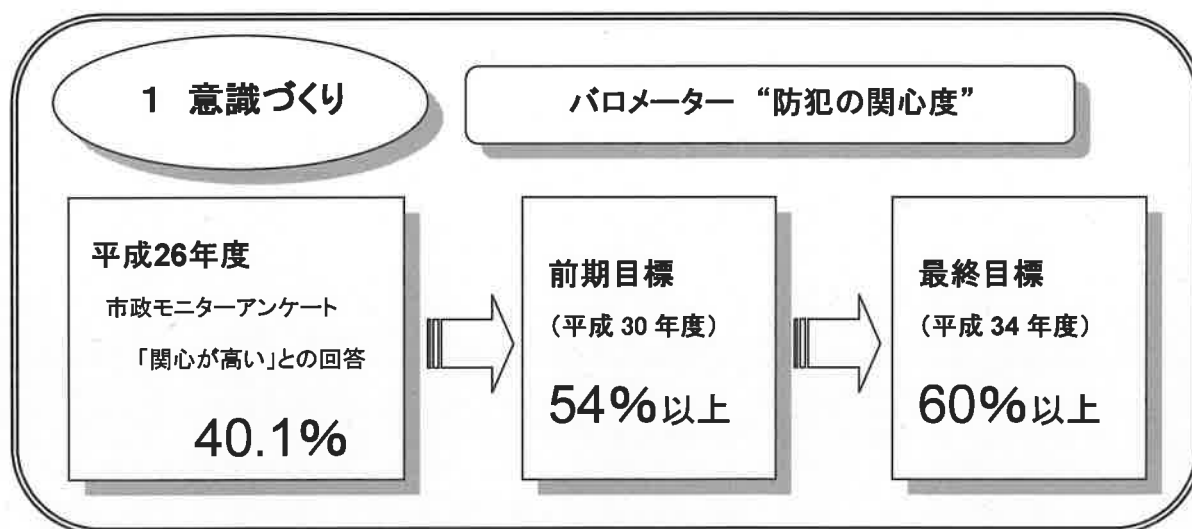 1 意識づくり
バロメーター “防犯の関心度”
平成26年度
市政モニターアンケート
「関心が高い」との回答
40.1%
前期目標
（平成 30 年度）
54%以上
最終目標
（平成 34 年度）
60%以上